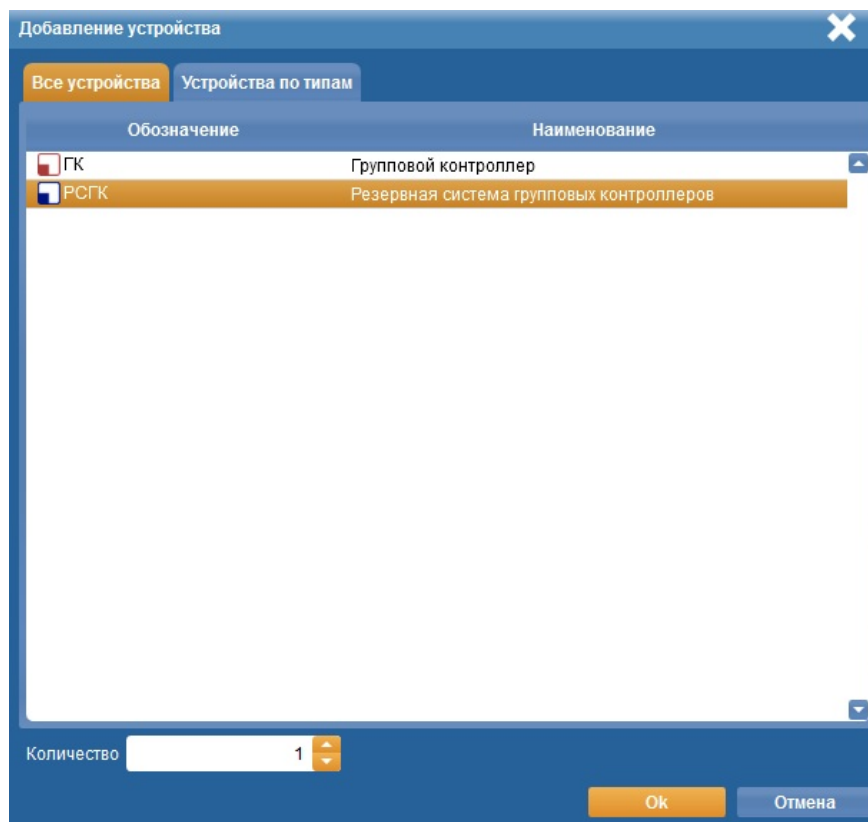 Добавление устройства
Все устройства Устройства по типам
Обозначение Наименование
ГК Групповой контроллер
РСГК Резервная система групповых контроллеров
Количество 1
Ok Отмена